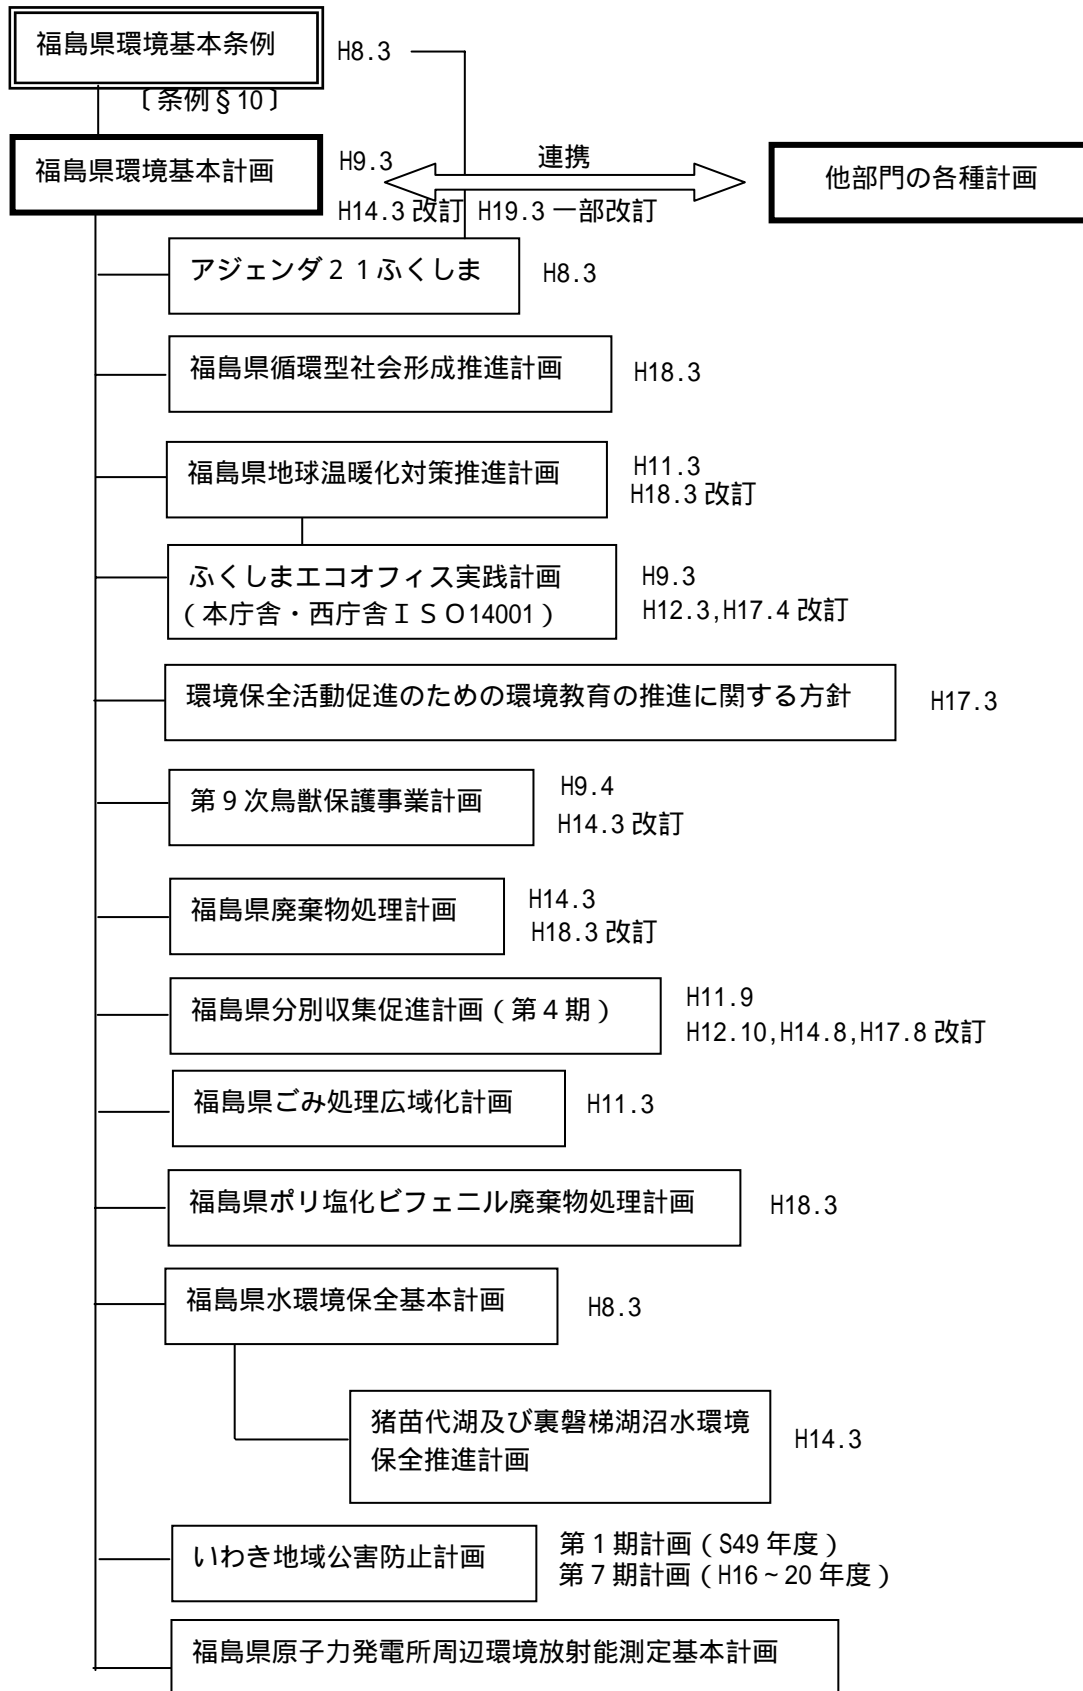 福島県環境基本条例 H8.3
〔条例§10〕
福島県環境基本計画 H9.3 連携 他部門の各種計画
H14.3 改訂 H19.3 一部改訂
アジェンダ21ふくしま H8.3
福島県循環型社会形成推進計画 H18.3
福島県地球温暖化対策推進計画 H11.3
H18.3 改訂
ふくしまエコオフィス実践計画 H9.3
(本庁舎・西庁舎ISO14001) H12.3,H17.4 改訂
環境保全活動促進のための環境教育の推進に関する方針 H17.3
第9次鳥獣保護事業計画 H9.4
H14.3 改訂
福島県廃棄物処理計画 H14.3
H18.3 改訂
福島県分別収集促進計画(第4期) H11.9
H12.10,H14.8,H17.8 改訂
福島県ごみ処理広域化計画 H11.3
福島県ポリ塩化ビフェニル廃棄物処理計画 H18.3
福島県水環境保全基本計画 H8.3
猪苗代湖及び裏磐梯湖沼水環境
保全推進計画 H14.3
いわき地域公害防止計画 第1期計画(S49年度)
第7期計画(H16~20年度)
福島県原子力発電所周辺環境放射能測定基本計画